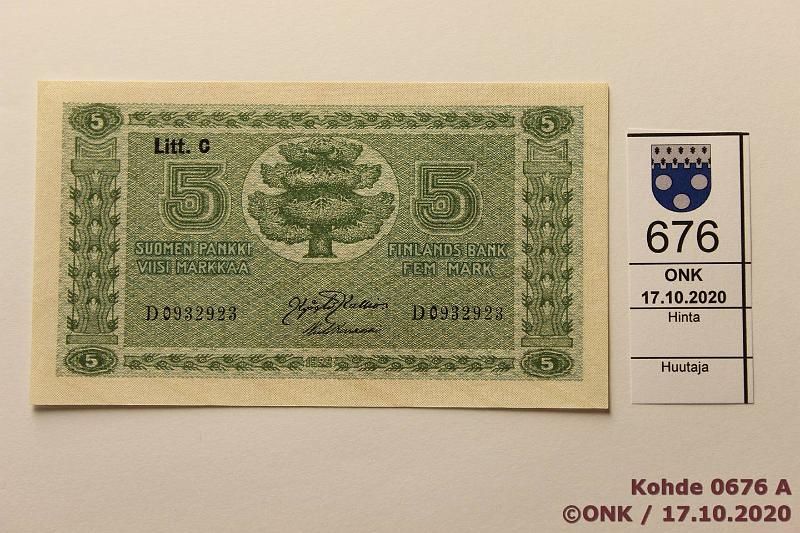 5 5
Litt. C
5 5
SUOMEN PANKKI FINLANDS BANK
VIISI MARKKAA FEM MARK
D0932923 D0932923
5 5
676
ONK
17.10.2020
Hinta
Huutaja
Kohde 0676 A
©ONK / 17.10.2020